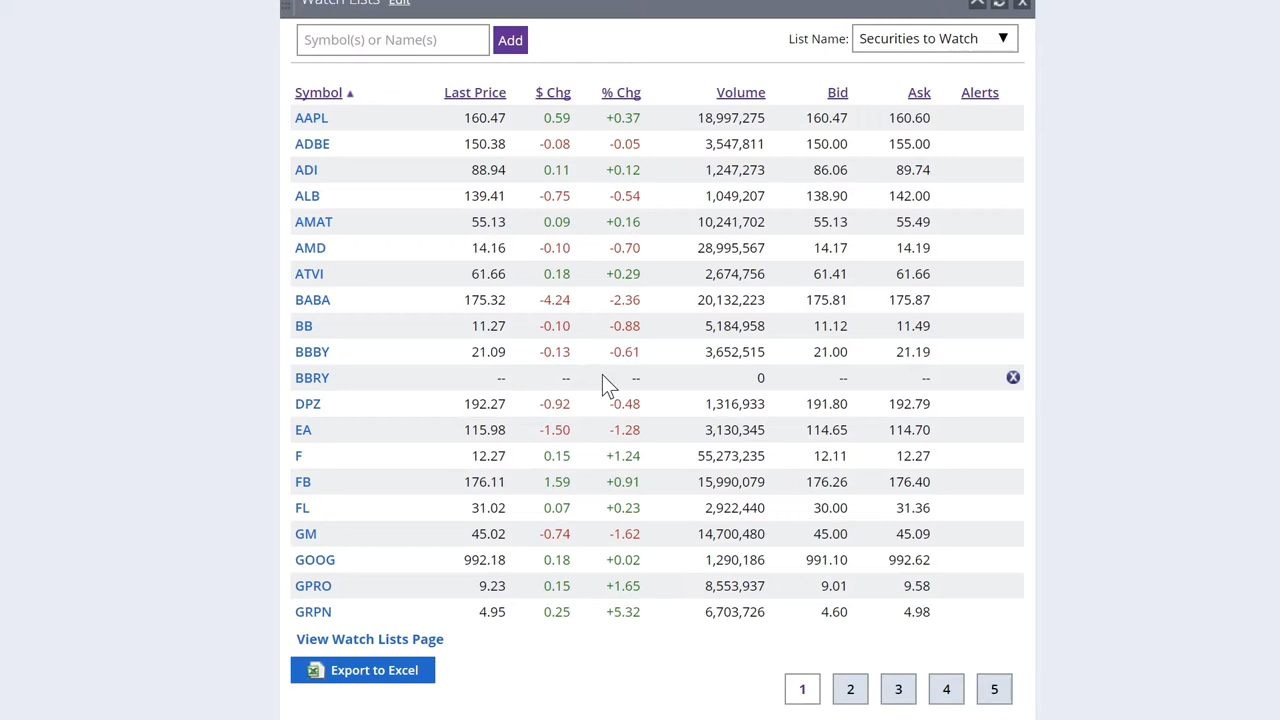 Watch Lists Edit
Symbol(s) or Name(s) Add List Name: Securities to Watch
Symbol Last Price $ Chg % Chg Volume Bid Ask Alerts
AAPL 160.47 0.59 +0.37 18,997,275 160.47 160.60
ADBE 150.38 -0.08 -0.05 3,547,811 150.00 155.00
ADI 88.94 0.11 +0.12 1,247,273 86.06 89.74
ALB 139.41 -0.75 -0.54 1,049,207 138.90 142.00
AMAT 55.13 0.09 +0.16 10,241,702 55.13 55.49
AMD 14.16 -0.10 -0.70 28,995,567 14.17 14.19
ATVI 61.66 0.18 +0.29 2,674,756 61.41 61.66
BABA 175.32 -4.24 -2.36 20,132,223 175.81 175.87
BB 11.27 -0.10 -0.88 5,184,958 11.12 11.49
BBBY 21.09 -0.13 -0.61 3,652,515 21.00 21.19
BBRY -- -- -- 0 -- --
DPZ 192.27 -0.92 -0.48 1,316,933 191.80 192.79
EA 115.98 -1.50 -1.28 3,130,345 114.65 114.70
F 12.27 0.15 +1.24 55,273,235 12.11 12.27
FB 176.11 1.59 +0.91 15,990,079 176.26 176.40
FL 31.02 0.07 +0.23 2,922,440 30.00 31.36
GM 45.02 -0.74 -1.62 14,700,480 45.00 45.09
GOOG 992.18 0.18 +0.02 1,290,186 991.10 992.62
GPRO 9.23 0.15 +1.65 8,553,937 9.01 9.58
GRPN 4.95 0.25 +5.32 6,703,726 4.60 4.98
View Watch Lists Page
Export to Excel
1 2 3 4 5